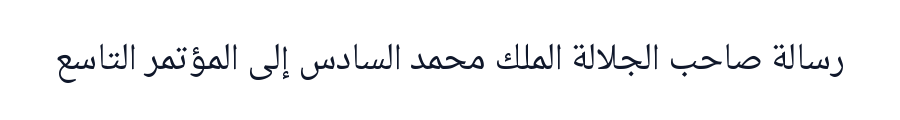 رسالة صاحب الجلالة الملك محمد السادس إلى المؤتمر التاسع